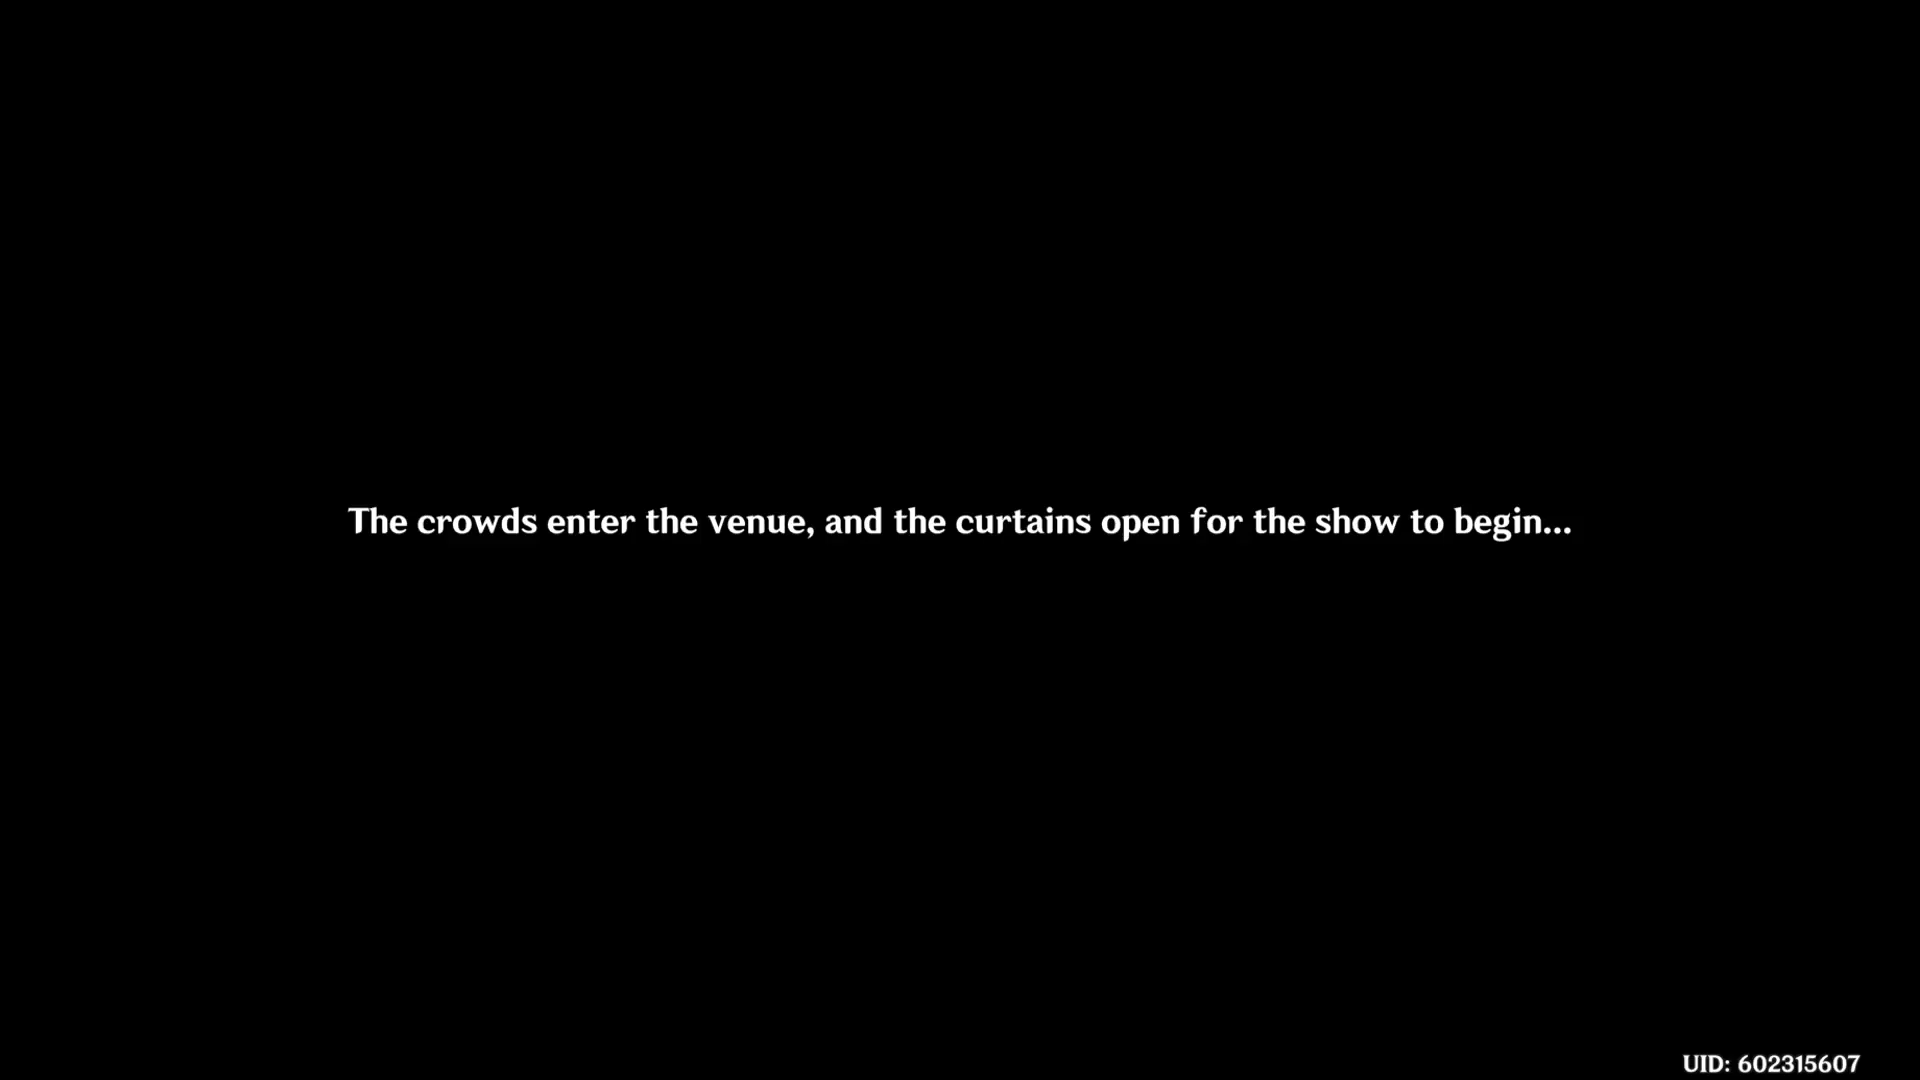 The crowds enter the venue, and the curtains open for the show to begin...
UID: 602315607